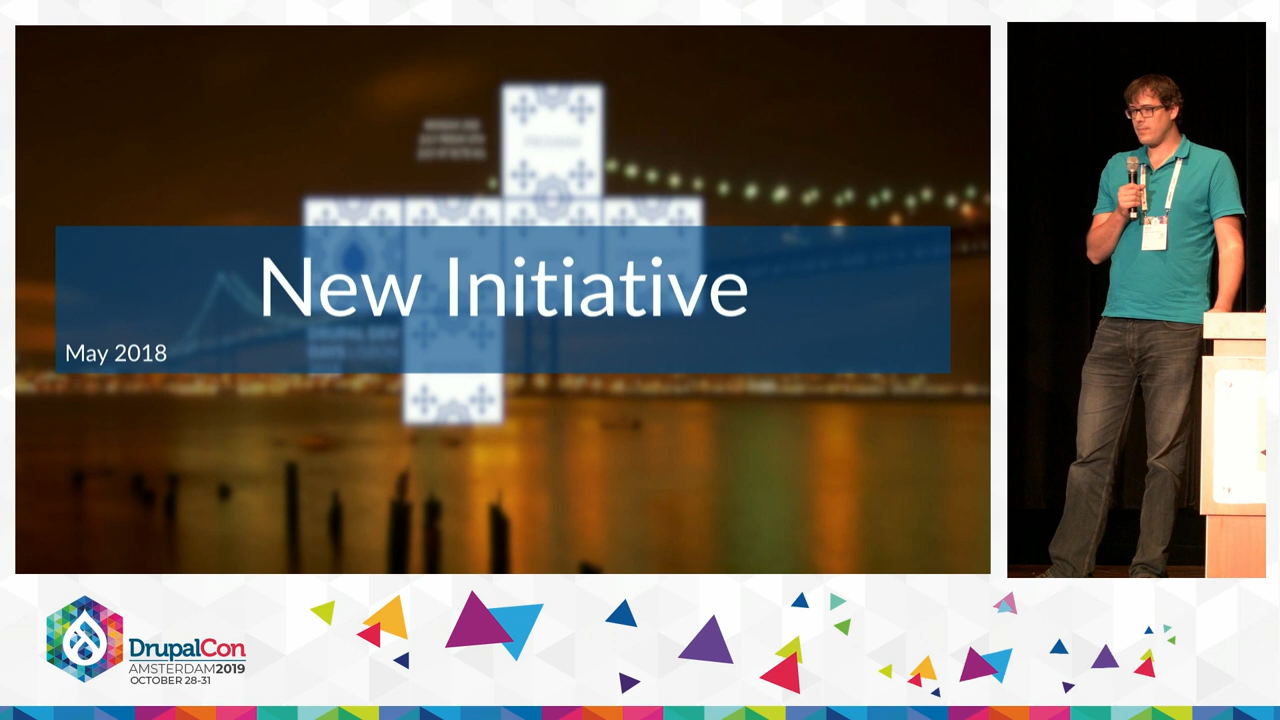 New Initiative
May 2018
DrupalCon
AMSTERDAM2019
OCTOBER 28-31